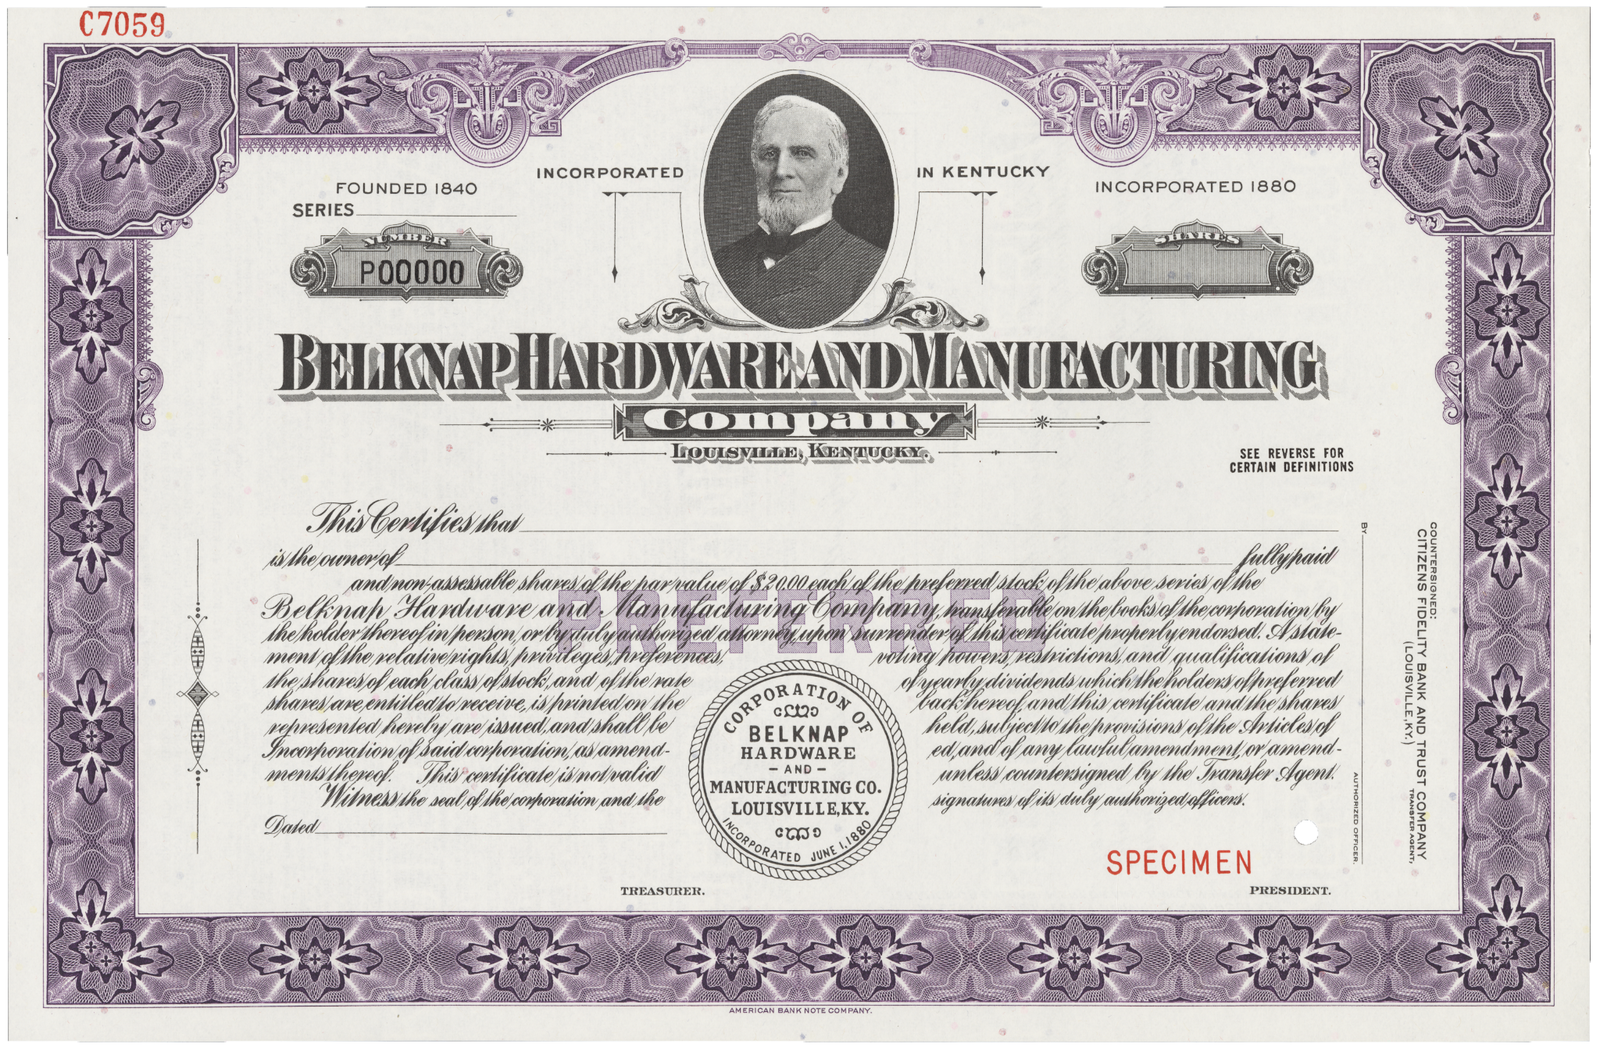 C7059
FOUNDED 1840
INCORPORATED
IN KENTUCKY
INCORPORATED 1880
SERIES
NUMBER
P00000
SHARES
BELKNAP HARDWARE AND MANUFACTURING
Company
LOUISVILLE, KENTUCKY.
SEE REVERSE FOR
CERTAIN DEFINITIONS
This Certifies that
is the owner of fully paid
and non-assessable shares of the par value of $20.00 each of the preferred stock of the above series of the
Belknap Hardware and Manufacturing Company, transferable on the books of the corporation by
the holder thereof in person, or by duly authorized attorney, upon surrender of this certificate properly endorsed. A state-
ment of the relative rights, privileges, preferences, voting powers, restrictions, and qualifications of
the shares of each class of stock, and of the rate of yearly dividends which the holders of preferred
shares are entitled to receive, is printed on the back hereof, and this certificate and the shares
represented hereby are issued, and shall be held, subject to the provisions of the Articles of
Incorporation of said corporation, as amend- ed, and of any lawful amendment, or amend-
ments thereof. This certificate is not valid unless countersigned by the Transfer Agent.
Witness the seal of the corporation and the signatures of its duly authorized officers.
Dated
PREFERRED
CORPORATION OF
BELKNAP
HARDWARE
- AND -
MANUFACTURING CO.
LOUISVILLE, KY.
INCORPORATED JUNE 1, 1880
SPECIMEN
TREASURER.
PRESIDENT.
COUNTERSIGNED:
CITIZENS FIDELITY BANK AND TRUST COMPANY
(LOUISVILLE, KY.)
TRANSFER AGENT,
BY
AUTHORIZED OFFICER.
AMERICAN BANK NOTE COMPANY.